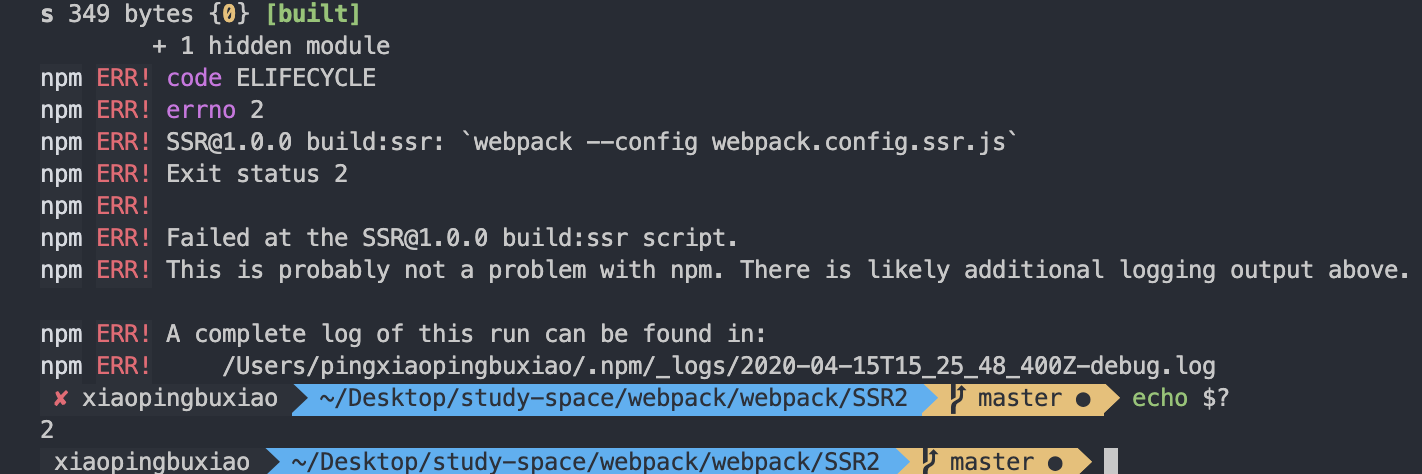 s 349 bytes {0} [built]
+ 1 hidden module
npm ERR! code ELIFECYCLE
npm ERR! errno 2
npm ERR! SSR@1.0.0 build:ssr: `webpack --config webpack.config.ssr.js`
npm ERR! Exit status 2
npm ERR!
npm ERR! Failed at the SSR@1.0.0 build:ssr script.
npm ERR! This is probably not a problem with npm. There is likely additional logging output above.
npm ERR! A complete log of this run can be found in:
npm ERR!     /Users/pingxiaopingbuxiao/.npm/_logs/2020-04-15T15_25_48_400Z-debug.log
✘ xiaopingbuxiao ~/Desktop/study-space/webpack/webpack/SSR2 master ● echo $?
2
xiaopingbuxiao ~/Desktop/study-space/webpack/webpack/SSR2 master ●